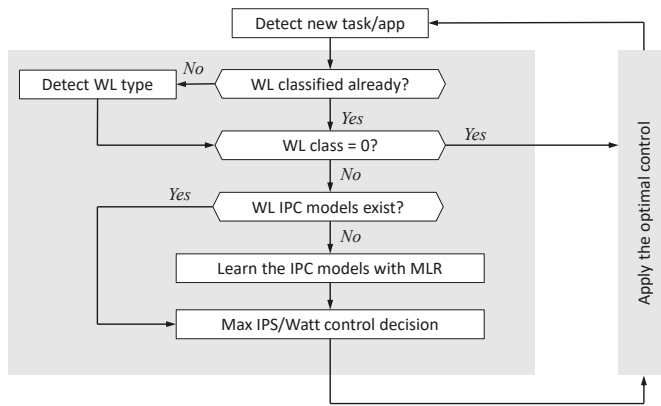 Detect new task/app
No
WL classified already?
Detect WL type
Yes
WL class = 0?
Yes
No
Yes
WL IPC models exist?
No
Learn the IPC models with MLR
Max IPS/Watt control decision
Apply the optimal control